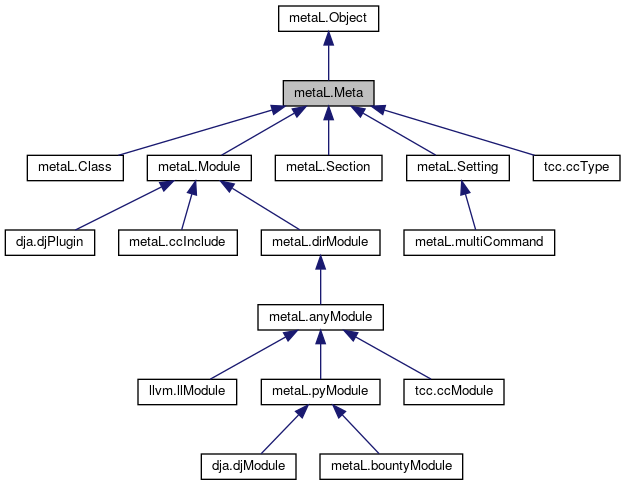 metaL.Object
metaL.Meta
metaL.Class
metaL.Module
metaL.Section
metaL.Setting
tcc.ccType
dja.djPlugin
metaL.ccInclude
metaL.dirModule
metaL.multiCommand
metaL.anyModule
llvm.llModule
metaL.pyModule
tcc.ccModule
dja.djModule
metaL.bountyModule